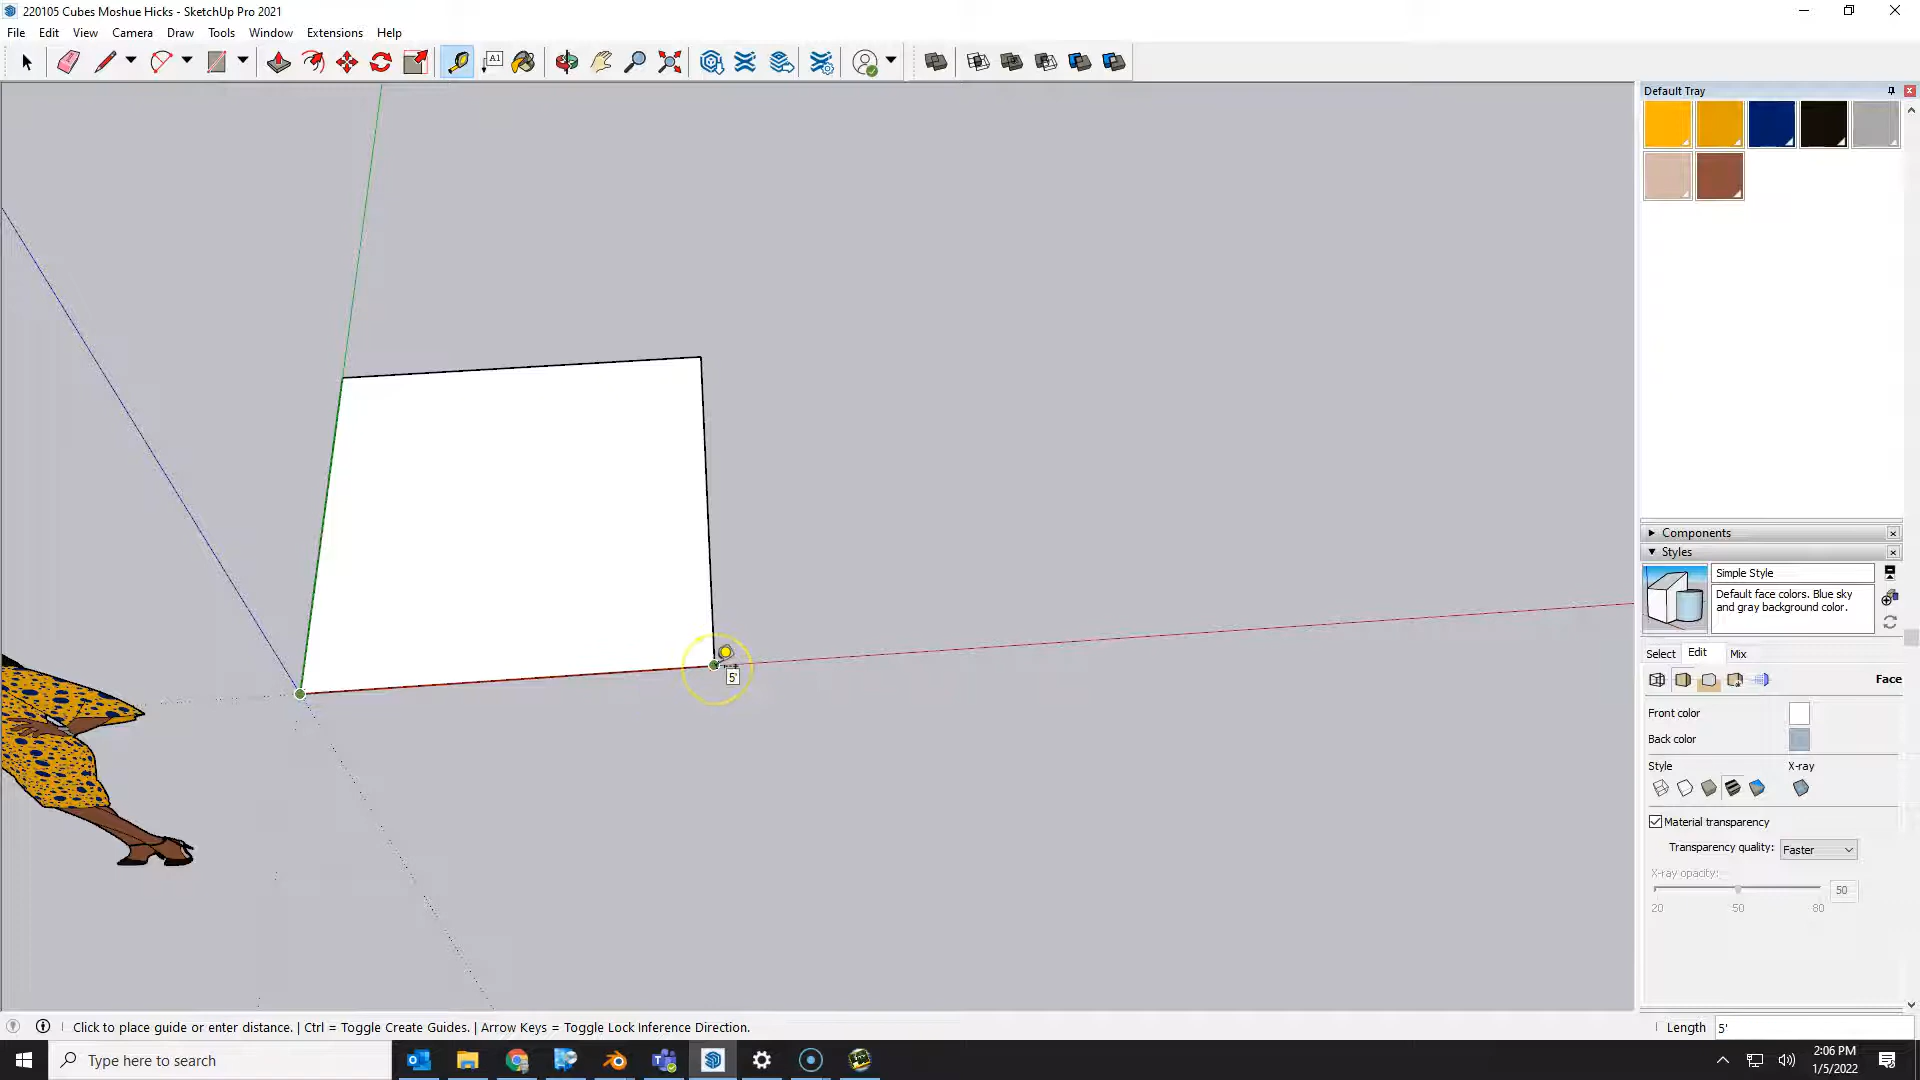 220105 Cubes Moshue Hicks - SketchUp Pro 2021
File Edit View Camera Draw Tools Window Extensions Help
A1
Default Tray
5'
Components
Styles
Simple Style
Default face colors. Blue sky
and gray background color.
Select Edit Mix
Face
Front color
Back color
Style X-ray
Material transparency
Transparency quality: Faster
X-ray opacity:
50
20 50 80
Click to place guide or enter distance. | Ctrl = Toggle Create Guides. | Arrow Keys = Toggle Lock Inference Direction.
Length 5'
Type here to search
2:06 PM
1/5/2022